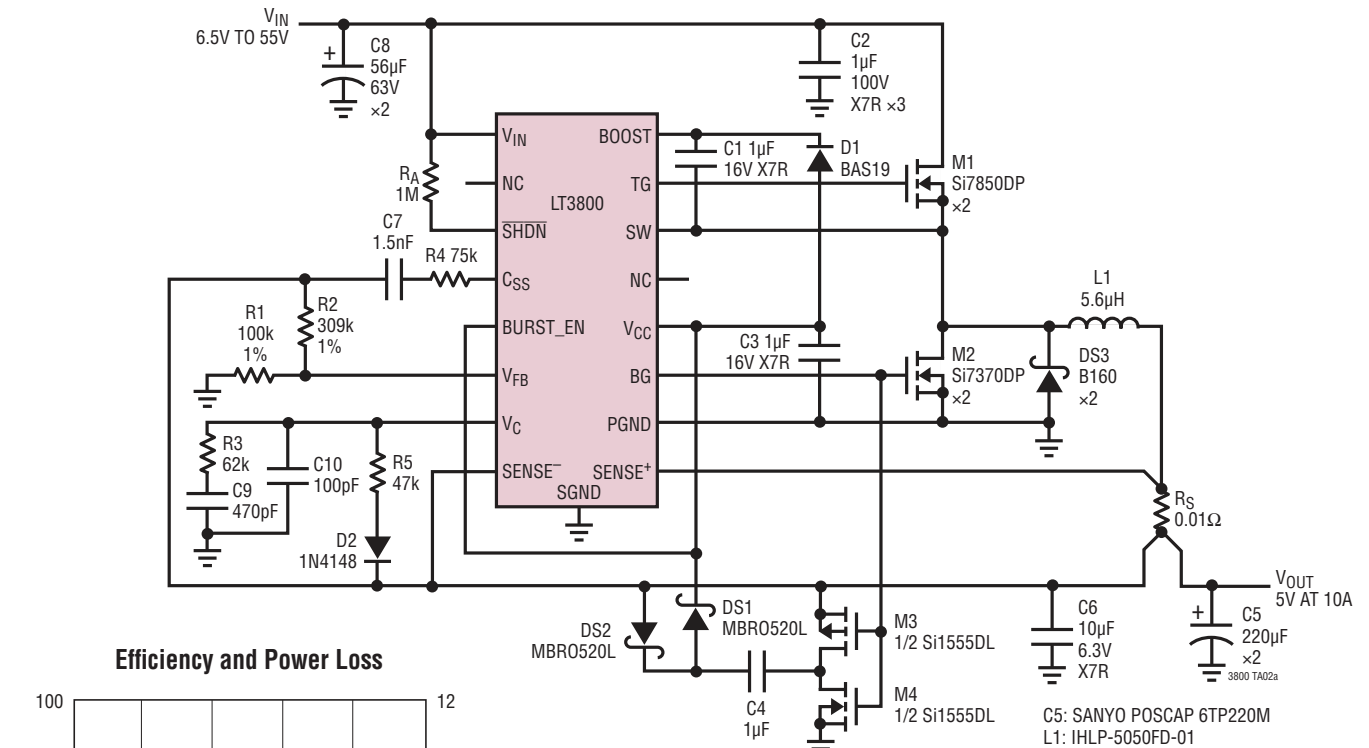 VIN
6.5V TO 55V
+
C8
56µF
63V
×2
C2
1µF
100V
X7R ×3
RA
1M
VIN
NC
SHDN
CSS
BURST_EN
VFB
VC
SENSE–
SGND
LT3800
BOOST
TG
SW
NC
VCC
BG
PGND
SENSE+
C1 1µF
16V X7R
D1
BAS19
M1
Si7850DP
×2
C7
1.5nF
R4 75k
R1
100k
1%
R2
309k
1%
C3 1µF
16V X7R
M2
Si7370DP
×2
L1
5.6µH
DS3
B160
×2
R3
62k
C9
470pF
C10
100pF
R5
47k
D2
1N4148
RS
0.01Ω
VOUT
5V AT 10A
DS2
MBRO520L
DS1
MBRO520L
C4
1µF
M3
1/2 Si1555DL
M4
1/2 Si1555DL
C6
10µF
6.3V
X7R
+
C5
220µF
×2
3800 TA02a
C5: SANYO POSCAP 6TP220M
L1: IHLP-5050FD-01
Efficiency and Power Loss
100
12